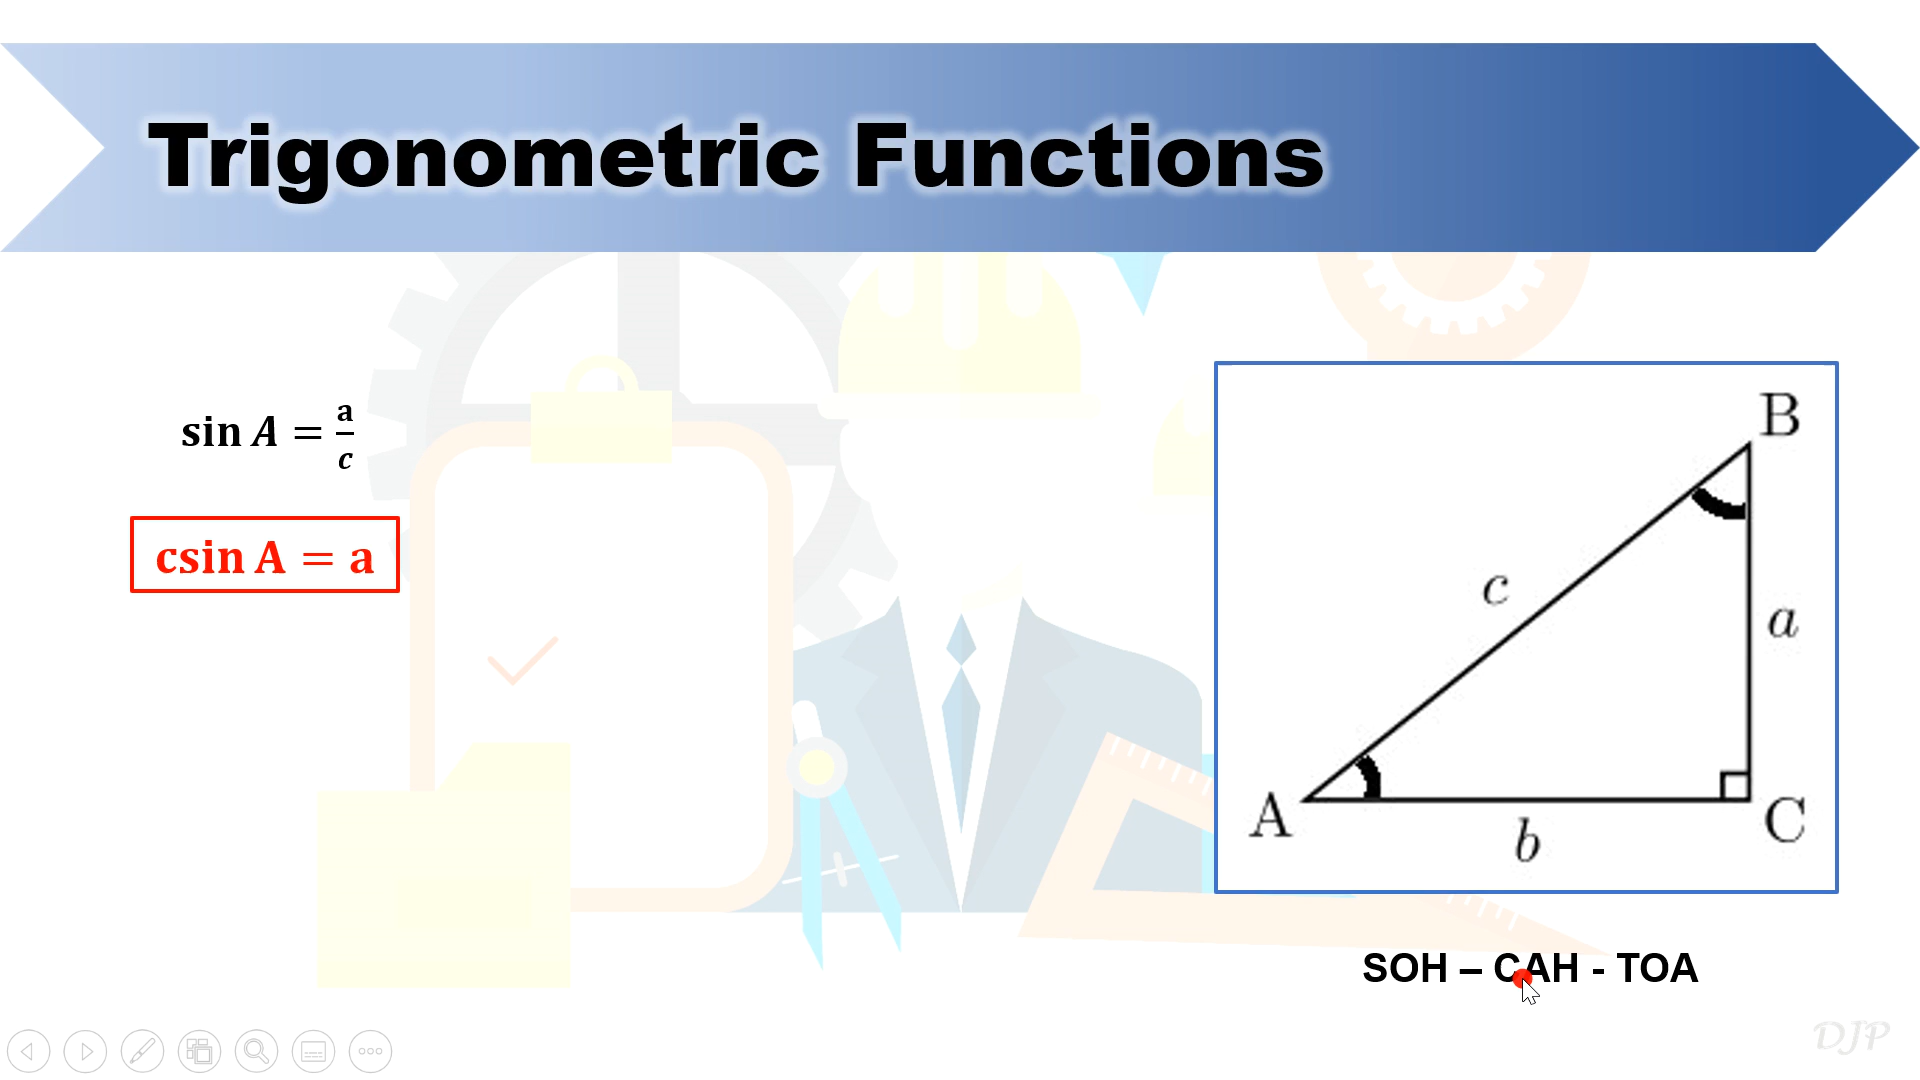 Trigonometric Functions
sin A = a/c
csin A = a
B
c
a
A
b
C
SOH – CAH - TOA
DJP